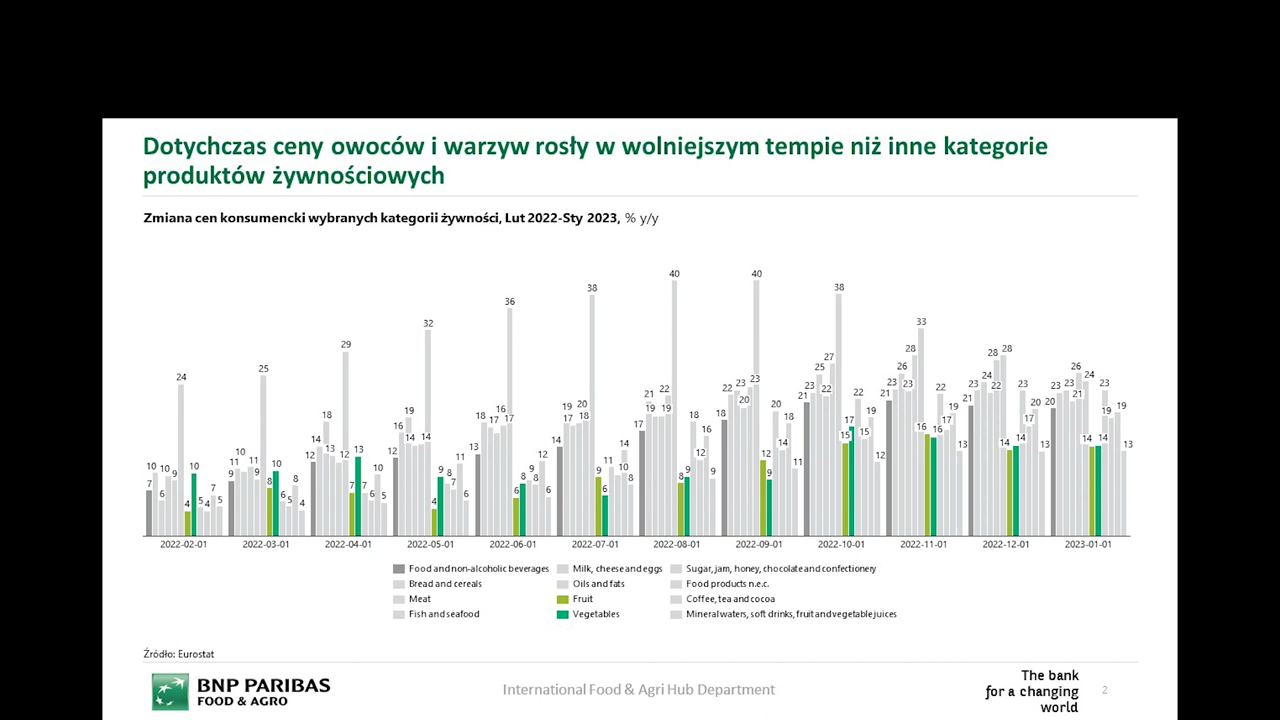 Dotychczas ceny owoców i warzyw rosły w wolniejszym tempie niż inne kategorie
produktów żywnościowych
Zmiana cen konsumencki wybranych kategorii żywności, Lut 2022-Sty 2023, % y/y
7 10 6 10 9 24 4 10 5 4 7 5
9 11 10 11 9 25 8 10 6 5 8 4
12 14 18 13 12 29 7 13 7 6 10 5
12 16 19 14 14 32 4 9 8 7 11 6
13 18 17 16 17 36 6 8 9 8 12 6
14 19 17 20 18 38 9 6 11 10 14 8
17 21 19 22 19 40 8 9 18 12 16 9
18 22 23 20 23 40 12 9 20 14 18 11
21 23 25 22 27 38 15 17 22 15 19 12
21 23 26 23 28 33 16 16 22 17 19 13
21 23 24 28 22 28 14 14 23 17 20 13
20 23 23 26 21 24 14 14 23 19 19 13
2022-02-01 2022-03-01 2022-04-01 2022-05-01 2022-06-01 2022-07-01 2022-08-01 2022-09-01 2022-10-01 2022-11-01 2022-12-01 2023-01-01
Food and non-alcoholic beverages Milk, cheese and eggs Sugar, jam, honey, chocolate and confectionery
Bread and cereals Oils and fats Food products n.e.c.
Meat Fruit Coffee, tea and cocoa
Fish and seafood Vegetables Mineral waters, soft drinks, fruit and vegetable juices
Źródło: Eurostat
BNP PARIBAS
FOOD & AGRO
International Food & Agri Hub Department
The bank
for a changing
world
2